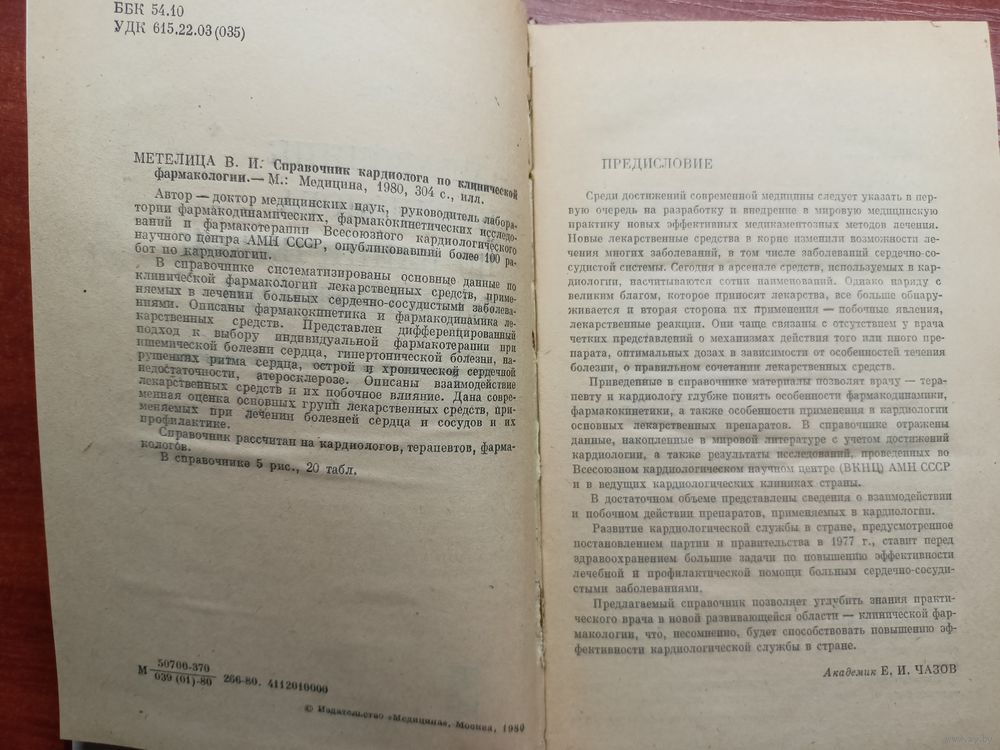 ББК 54.10
УДК 615.22.03(035)
МЕТЕЛИЦА В. И. Справочник кардиолога по клинической
фармакологии.— М.: Медицина, 1980, 304 с., илл.
Автор — доктор медицинских наук, руководитель лабора-
тории фармакодинамических, фармакокинетических исследо-
ваний и фармакотерапии Всесоюзного кардиологического
научного центра АМН СССР, опубликовавший более 100 ра-
бот по кардиологии.
В справочнике систематизированы основные данные по
клинической фармакологии лекарственных средств, приме-
няемых в лечении больных сердечно-сосудистый заболева-
ниями. Описаны фармакокинетика и фармакодинамика ле-
карственных средств. Представлен дифференцированный
подход к выбору индивидуальной фармакотерапии при
ишемической болезни сердца, гипертонической болезни, на-
рушениях ритма сердца, острой и хронической сердечной
недостаточности, атеросклерозе. Описаны взаимодействие
лекарственных средств и их побочное влияние. Дана совре-
менная оценка основных групп лекарственных средств, при-
меняемых при лечении болезней сердца и сосудов и их
профилактике.
Справочник рассчитан на кардиологов, терапевтов, фарма-
кологов.
В справочнике 5 рис., 20 табл.
М 50700-370
039 (01)-80 266-80. 4112010000
© Издательство «Медицина», Москва, 1980
ПРЕДИСЛОВИЕ
Среди достижений современной медицины следует указать в пер-
вую очередь на разработку и внедрение в мировую медицинскую
практику новых эффективных медикаментозных методов лечения.
Новые лекарственные средства в корне изменили возможности ле-
чения многих заболеваний, в том числе заболеваний сердечно-со-
судистой системы. Сегодня в арсенале средств, используемых в кар-
диологии, насчитываются сотни наименований. Однако наряду с
великим благом, которое приносят лекарства, все больше обнару-
живается и вторая сторона их применения — побочные явления,
лекарственные реакции. Они чаще связаны с отсутствием у врача
четких представлений о механизмах действия того или иного пре-
парата, оптимальных дозах в зависимости от особенностей течения
болезни, о правильном сочетании лекарственных средств.
Приведенные в справочнике материалы позволят врачу — тера-
певту и кардиологу глубже понять особенности фармакодинамики,
фармакокинетики, а также особенности применения в кардиологии
основных лекарственных препаратов. В справочнике отражены
данные, накопленные в мировой литературе с учетом достижений
кардиологии, а также результаты исследований, проведенных во
Всесоюзном кардиологическом научном центре (ВКНЦ) АМН СССР
и в ведущих кардиологических клиниках страны.
В достаточном объеме представлены сведения о взаимодействии
и побочном действии препаратов, применяемых в кардиологии.
Развитие кардиологической службы в стране, предусмотренное
постановлением партии и правительства в 1977 г., ставит перед
здравоохранением большие задачи по повышению эффективности
лечебной и профилактической помощи больным сердечно-сосуди-
стыми заболеваниями.
Предлагаемый справочник позволяет углубить знания практи-
ческого врача в новой развивающейся области — клинической фар-
макологии, что, несомненно, будет способствовать повышению эф-
фективности кардиологической службы в стране.
Академик Е. И. ЧАЗОВ